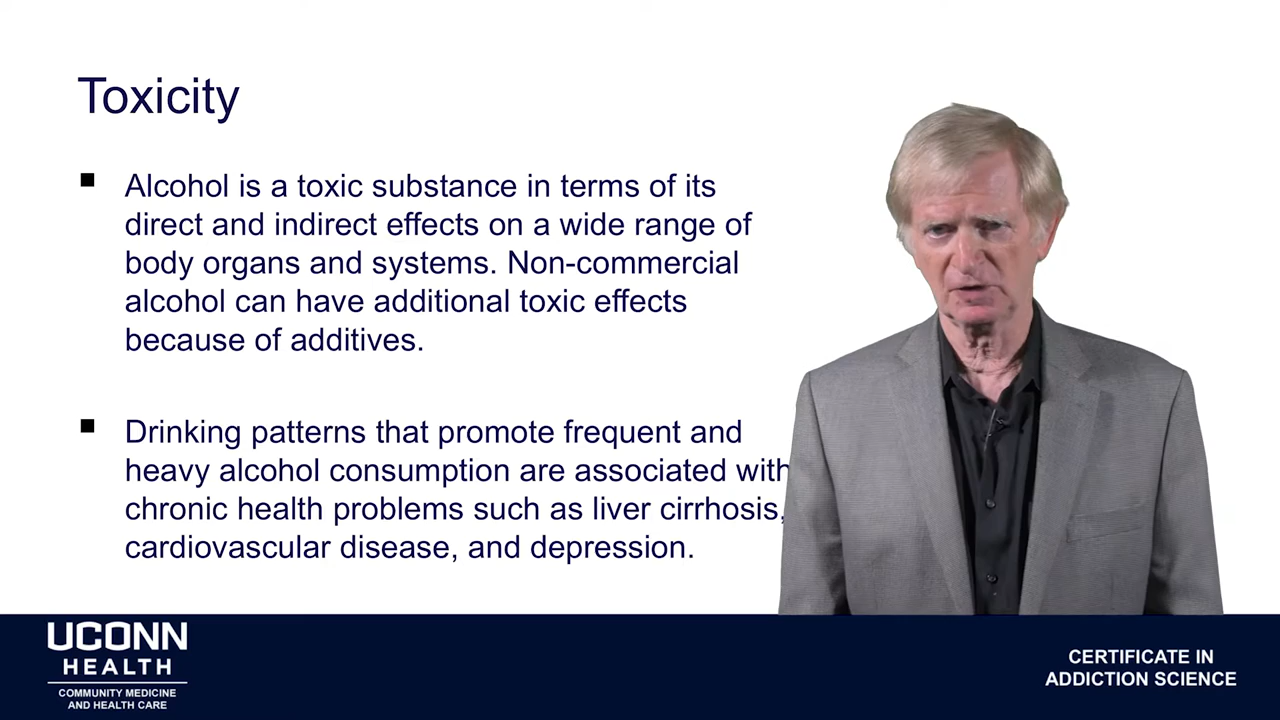 Toxicity
Alcohol is a toxic substance in terms of its
direct and indirect effects on a wide range of
body organs and systems. Non-commercial
alcohol can have additional toxic effects
because of additives.
Drinking patterns that promote frequent and
heavy alcohol consumption are associated with
chronic health problems such as liver cirrhosis,
cardiovascular disease, and depression.
UCONN
HEALTH
COMMUNITY MEDICINE
AND HEALTH CARE
CERTIFICATE IN
ADDICTION SCIENCE